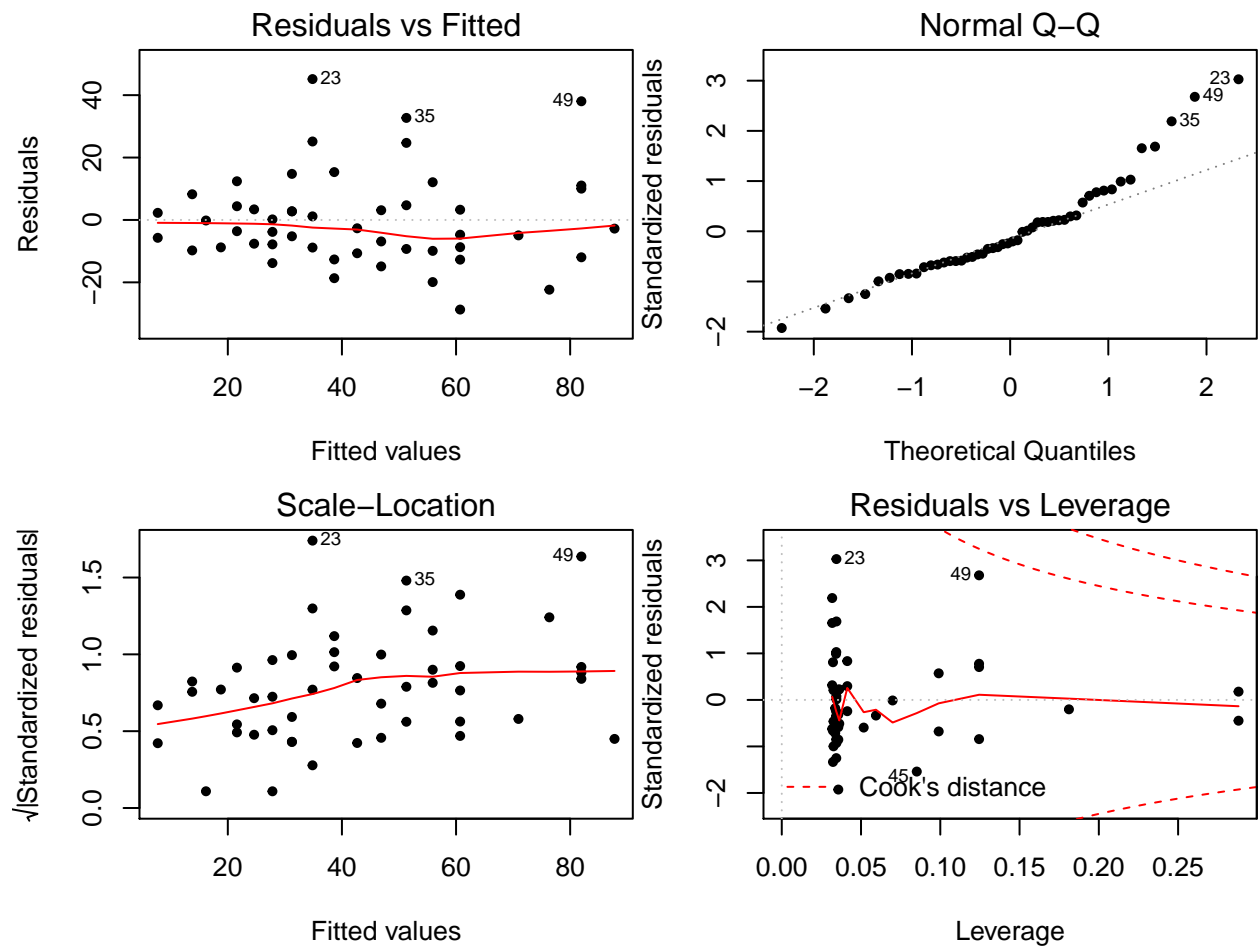 Residuals vs Fitted
Residuals
40
20
0
−20
23
35
49
20 40 60 80
Fitted values
Normal Q−Q
Standardized residuals
3
2
1
0
−1
−2
23
49
35
−2 −1 0 1 2
Theoretical Quantiles
Scale−Location
√|Standardized residuals|
1.5
1.0
0.5
0.0
23
35
49
20 40 60 80
Fitted values
Residuals vs Leverage
Standardized residuals
3
2
1
0
−2
23
49
45
Cook's distance
0.00 0.05 0.10 0.15 0.20 0.25
Leverage